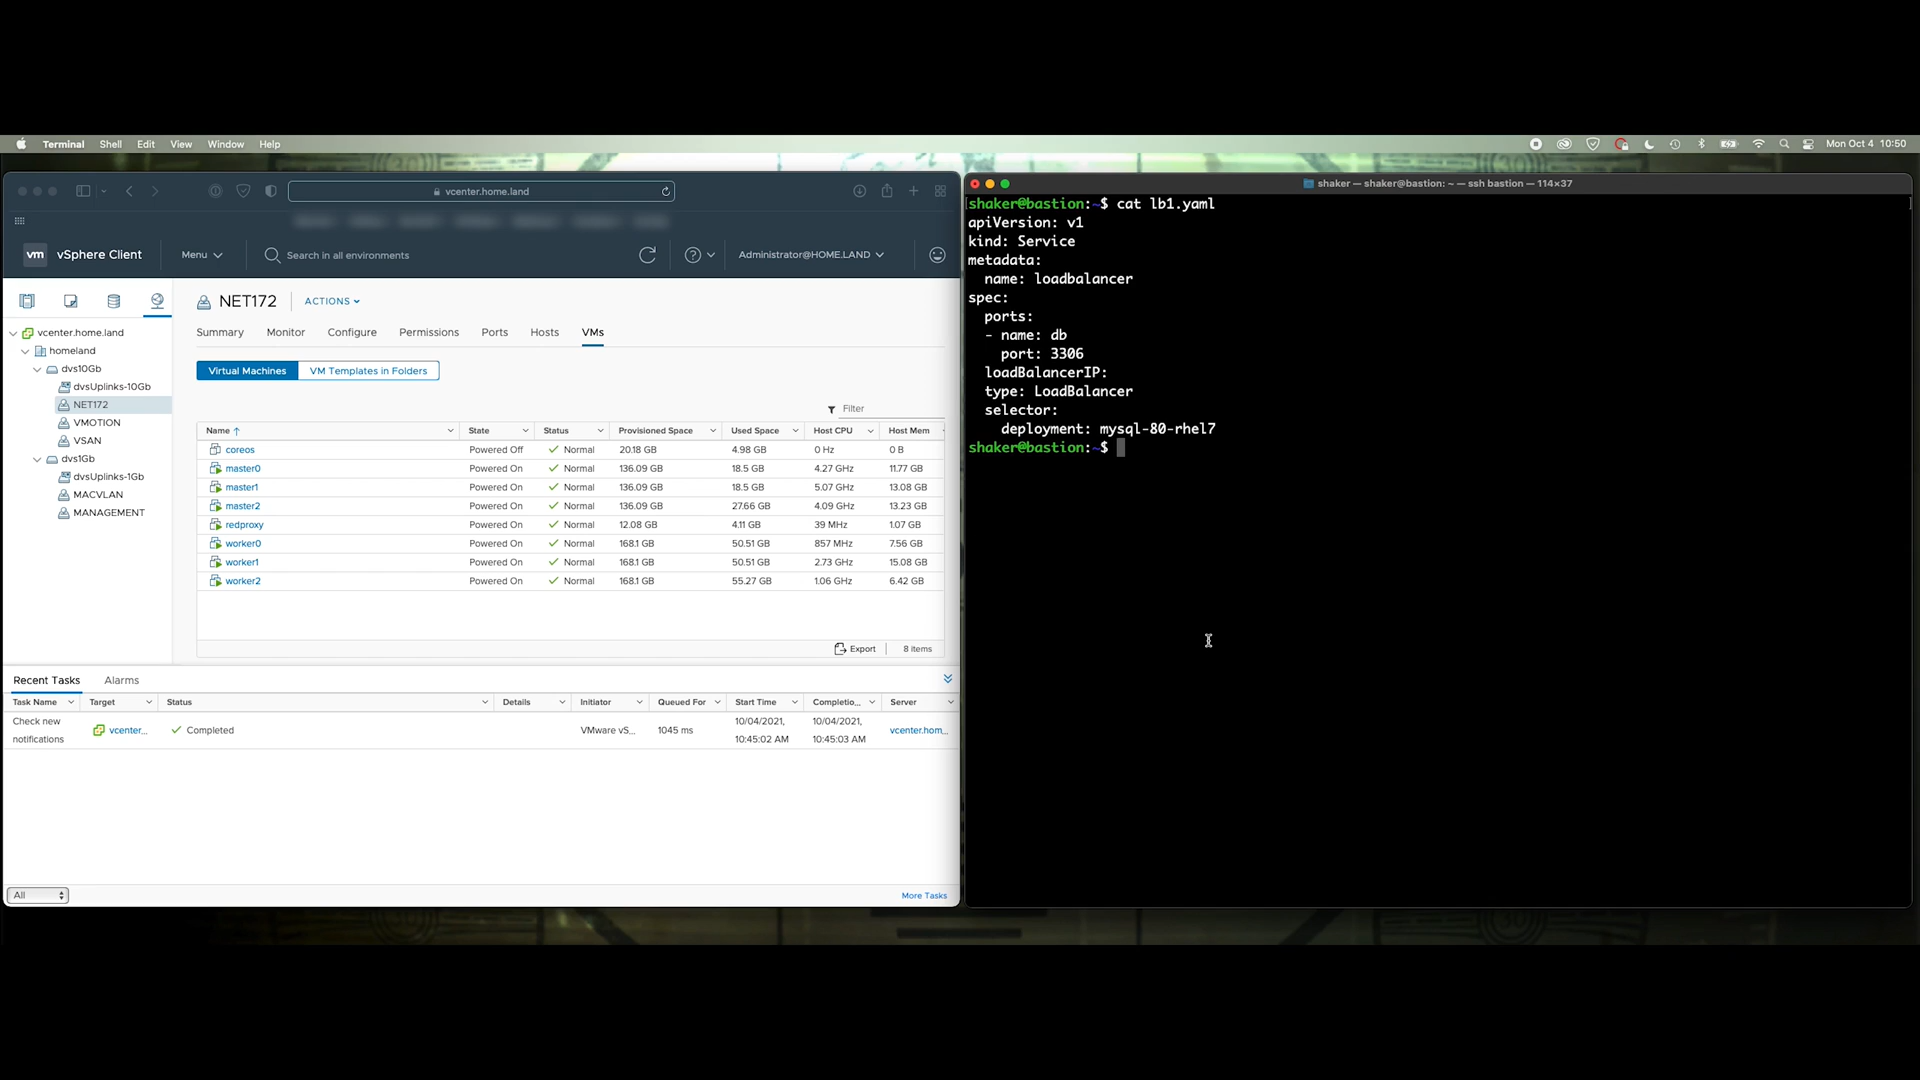 Terminal Shell Edit View Window Help
Mon Oct 4 10:50
vcenter.home.land
vm vSphere Client Menu Search in all environments Administrator@HOME.LAND
NET172 ACTIONS
Summary Monitor Configure Permissions Ports Hosts VMs
vcenter.home.land
homeland
dvs10Gb
dvsUplinks-10Gb
NET172
VMOTION
VSAN
dvs1Gb
dvsUplinks-1Gb
MACVLAN
MANAGEMENT
Virtual Machines VM Templates in Folders
Filter
Name State Status Provisioned Space Used Space Host CPU Host Mem
coreos Powered Off Normal 20.18 GB 4.98 GB 0 Hz 0 B
master0 Powered On Normal 136.09 GB 18.5 GB 4.27 GHz 11.77 GB
master1 Powered On Normal 136.09 GB 18.5 GB 5.07 GHz 13.08 GB
master2 Powered On Normal 136.09 GB 27.66 GB 4.09 GHz 13.23 GB
redproxy Powered On Normal 12.08 GB 4.11 GB 39 MHz 1.07 GB
worker0 Powered On Normal 168.1 GB 50.51 GB 857 MHz 7.56 GB
worker1 Powered On Normal 168.1 GB 50.51 GB 2.73 GHz 15.08 GB
worker2 Powered On Normal 168.1 GB 55.27 GB 1.06 GHz 6.42 GB
Export 8 items
Recent Tasks Alarms
Task Name Target Status Details Initiator Queued For Start Time Completio... Server
Check new notifications vcenter... Completed VMware vS... 1045 ms 10/04/2021, 10:45:02 AM 10/04/2021, 10:45:03 AM vcenter.hom...
All More Tasks
shaker — shaker@bastion: ~ — ssh bastion — 114×37
shaker@bastion:~$ cat lb1.yaml
apiVersion: v1
kind: Service
metadata:
  name: loadbalancer
spec:
  ports:
  - name: db
    port: 3306
  loadBalancerIP:
  type: LoadBalancer
  selector:
    deployment: mysql-80-rhel7
shaker@bastion:~$